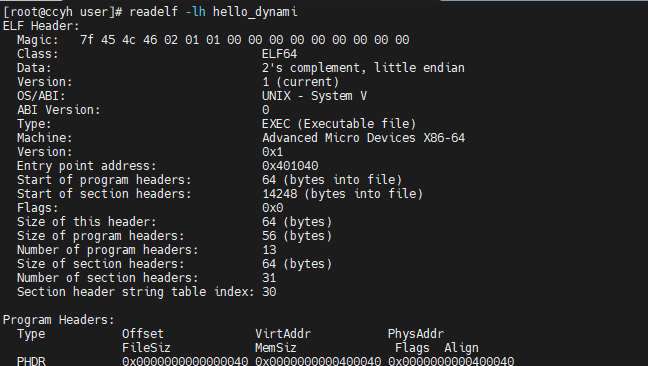 [root@ccyh user]# readelf -lh hello_dynami
ELF Header:
  Magic:   7f 45 4c 46 02 01 01 00 00 00 00 00 00 00 00 00
  Class:                             ELF64
  Data:                              2's complement, little endian
  Version:                           1 (current)
  OS/ABI:                            UNIX - System V
  ABI Version:                       0
  Type:                              EXEC (Executable file)
  Machine:                           Advanced Micro Devices X86-64
  Version:                           0x1
  Entry point address:               0x401040
  Start of program headers:          64 (bytes into file)
  Start of section headers:          14248 (bytes into file)
  Flags:                             0x0
  Size of this header:               64 (bytes)
  Size of program headers:           56 (bytes)
  Number of program headers:         13
  Size of section headers:           64 (bytes)
  Number of section headers:         31
  Section header string table index: 30

Program Headers:
  Type           Offset             VirtAddr           PhysAddr
                 FileSiz            MemSiz              Flags  Align
  PHDR           0x0000000000000040 0x0000000000400040 0x0000000000400040